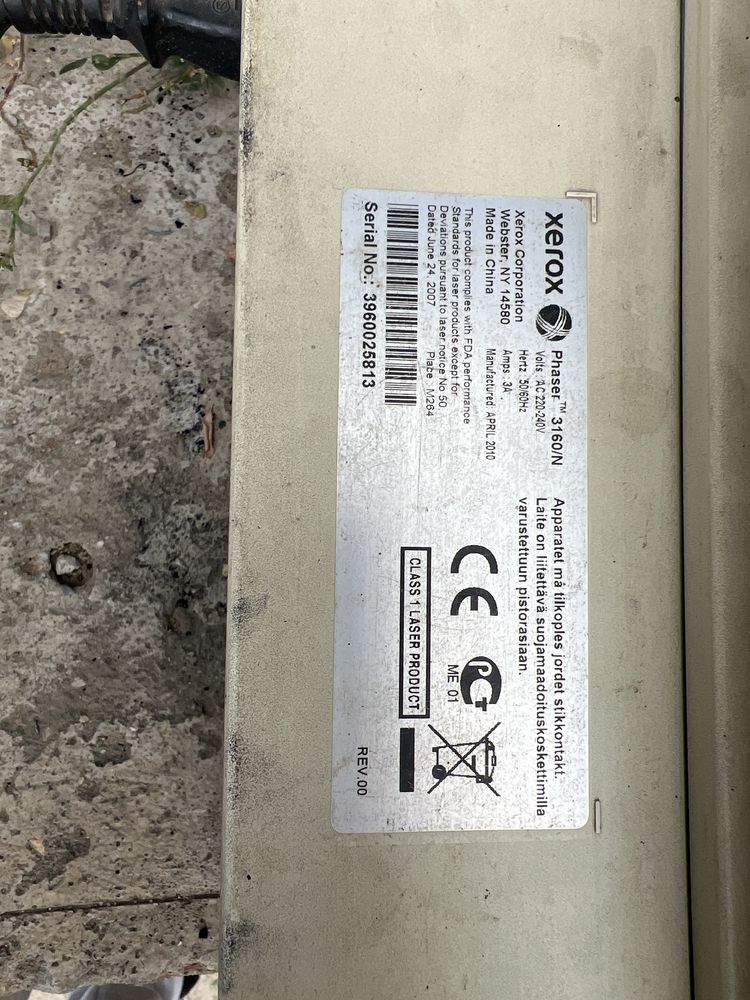 xerox
Phaser™ 3160/N
Xerox Corporation
Webster, NY 14580
Made in China
Volts : AC 220-240V
Hertz : 50/60Hz
Amps : 3A
Manufactured: APRIL 2010
This product complies with FDA performance
Standards for laser products except for
Deviations pursuant to laser notice No 50
Dated June 24, 2007 Place : M264
Serial No.: 3960025813
Apparatet må tilkoples jordet stikkontakt.
Laite on liitettävä suojamaadoituskoskettimilla
varustettuun pistorasiaan.
CE
PCT
ME 01
CLASS 1 LASER PRODUCT
REV.00